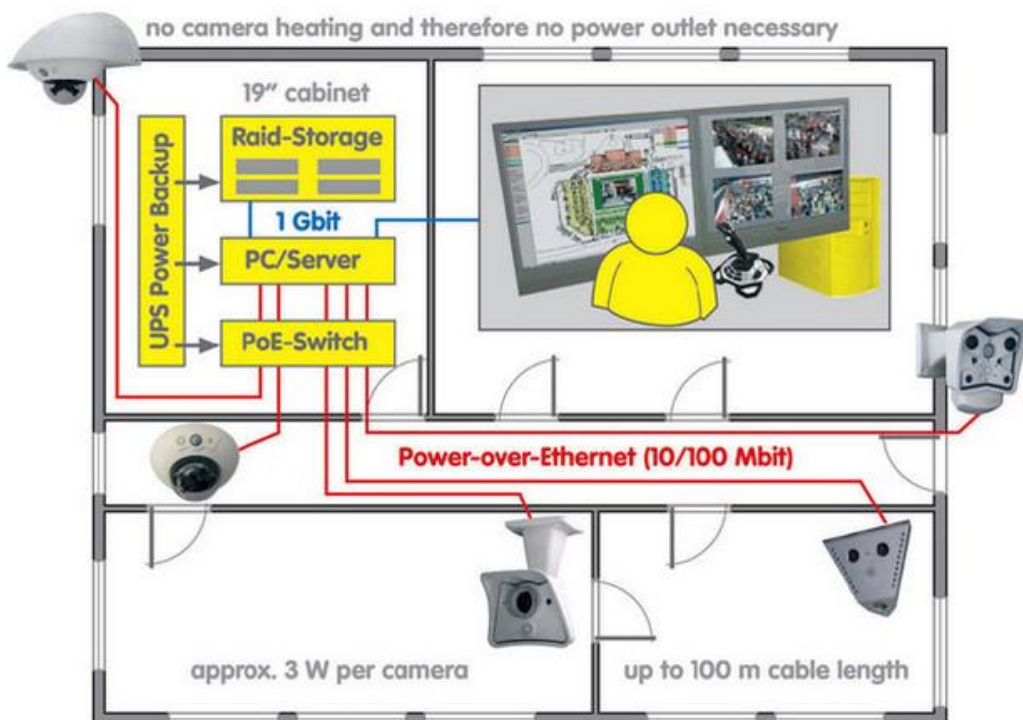 no camera heating and therefore no power outlet necessary
19" cabinet
Raid-Storage
UPS Power Backup
1 Gbit
PC/Server
PoE-Switch
Power-over-Ethernet (10/100 Mbit)
approx. 3 W per camera
up to 100 m cable length